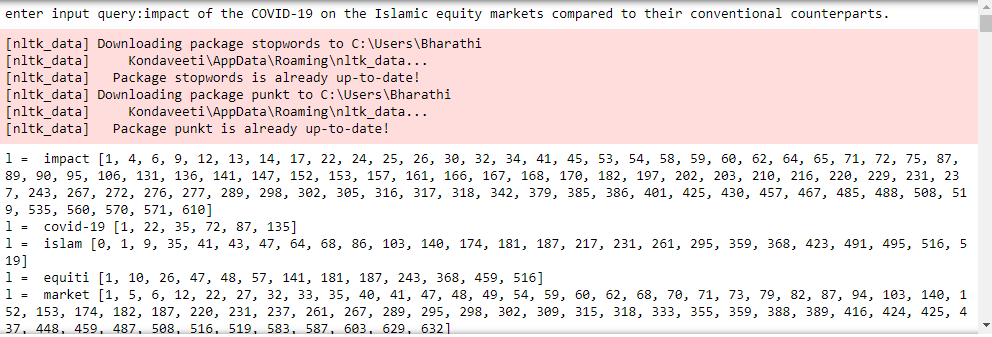 enter input query:impact of the COVID-19 on the Islamic equity markets compared to their conventional counterparts.
[nltk_data] Downloading package stopwords to C:\Users\Bharathi
[nltk_data]     Kondaveeti\AppData\Roaming\nltk_data...
[nltk_data]   Package stopwords is already up-to-date!
[nltk_data] Downloading package punkt to C:\Users\Bharathi
[nltk_data]     Kondaveeti\AppData\Roaming\nltk_data...
[nltk_data]   Package punkt is already up-to-date!
l =  impact [1, 4, 6, 9, 12, 13, 14, 17, 22, 24, 25, 26, 30, 32, 34, 41, 45, 53, 54, 58, 59, 60, 62, 64, 65, 71, 72, 75, 87,
89, 90, 95, 106, 131, 136, 141, 147, 152, 153, 157, 161, 166, 167, 168, 170, 182, 197, 202, 203, 210, 216, 220, 229, 231, 23
7, 243, 267, 272, 276, 277, 289, 298, 302, 305, 316, 317, 318, 342, 379, 385, 386, 401, 425, 430, 457, 467, 485, 488, 508, 51
9, 535, 560, 570, 571, 610]
l =  covid-19 [1, 22, 35, 72, 87, 135]
l =  islam [0, 1, 9, 35, 41, 43, 47, 64, 68, 86, 103, 140, 174, 181, 187, 217, 231, 261, 295, 359, 368, 423, 491, 495, 516, 5
19]
l =  equiti [1, 10, 26, 47, 48, 57, 141, 181, 187, 243, 368, 459, 516]
l =  market [1, 5, 6, 12, 22, 27, 32, 33, 35, 40, 41, 47, 48, 49, 54, 59, 60, 62, 68, 70, 71, 73, 79, 82, 87, 94, 103, 140, 1
52, 153, 174, 182, 187, 220, 231, 237, 261, 267, 289, 295, 298, 302, 309, 315, 318, 333, 355, 359, 388, 389, 416, 424, 425, 4
37, 448, 459, 487, 508, 516, 519, 583, 587, 603, 629, 632]